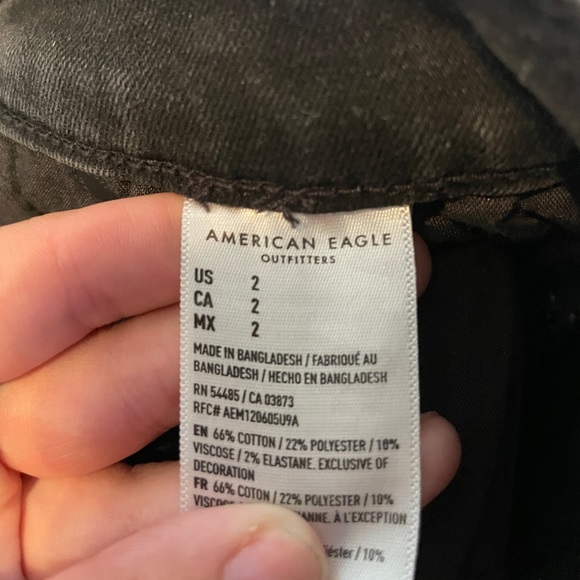 AMERICAN EAGLE
OUTFITTERS
US 2
CA 2
MX 2
MADE IN BANGLADESH / FABRIQUÉ AU
BANGLADESH / HECHO EN BANGLADESH
RN 54485 / CA 03873
RFC# AEM120605U9A
EN 66% COTTON / 22% POLYESTER / 10%
VISCOSE / 2% ELASTANE. EXCLUSIVE OF
DECORATION
FR 66% COTON / 22% POLYESTER / 10%
À L'EXCEPTION
/ 10%